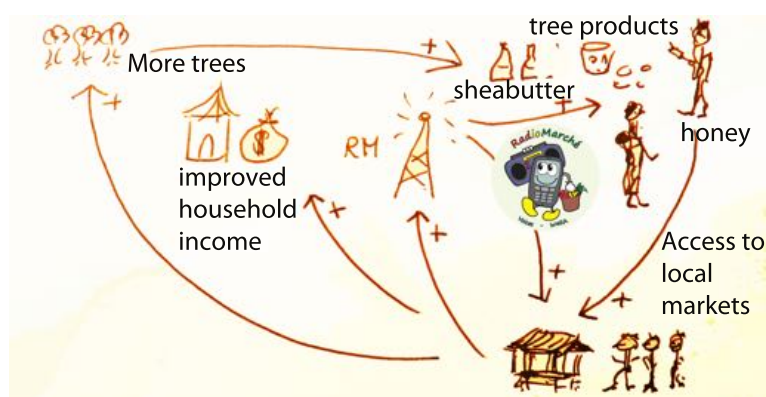 tree products
More trees
+
sheabutter
+
honey
RadioMarché
RM
$
+
improved
household
income
+
+
Access to
local
markets
+
+